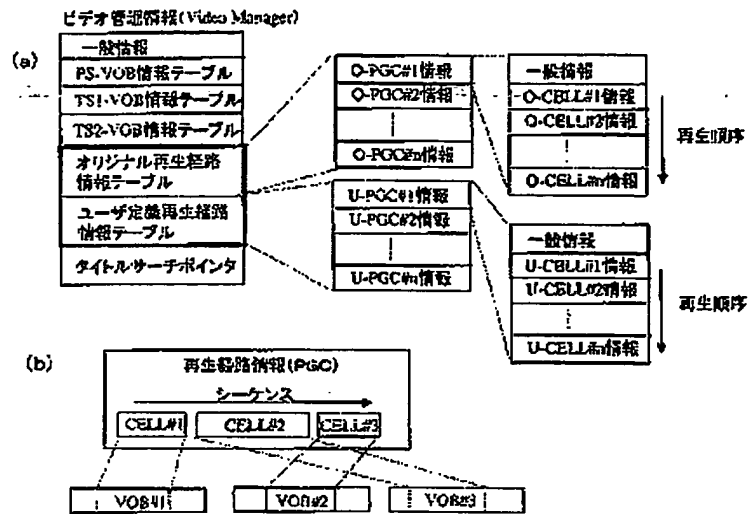 ビデオ管理情報(Video Manager)
(a)
一般情報
PS-VOB情報テーブル
TS1-VOB情報テーブル
TS2-VOB情報テーブル
オリジナル再生経路
情報テーブル
ユーザ定義再生経路
情報テーブル
タイトルサーチポインタ
O-PGC#1情報
O-PGC#2情報
O-PGC#n情報
U-PGC#1情報
U-PGC#2情報
U-PGC#n情報
一般情報
O-CELL#1情報
O-CELL#2情報
O-CELL#m情報
再生順序
一般情報
U-CELL#1情報
U-CELL#2情報
U-CELL#m情報
再生順序
(b)
再生経路情報(PGC)
シーケンス
CELL#1
CELL#2
CELL#3
VOB#1
VOB#2
VOB#3